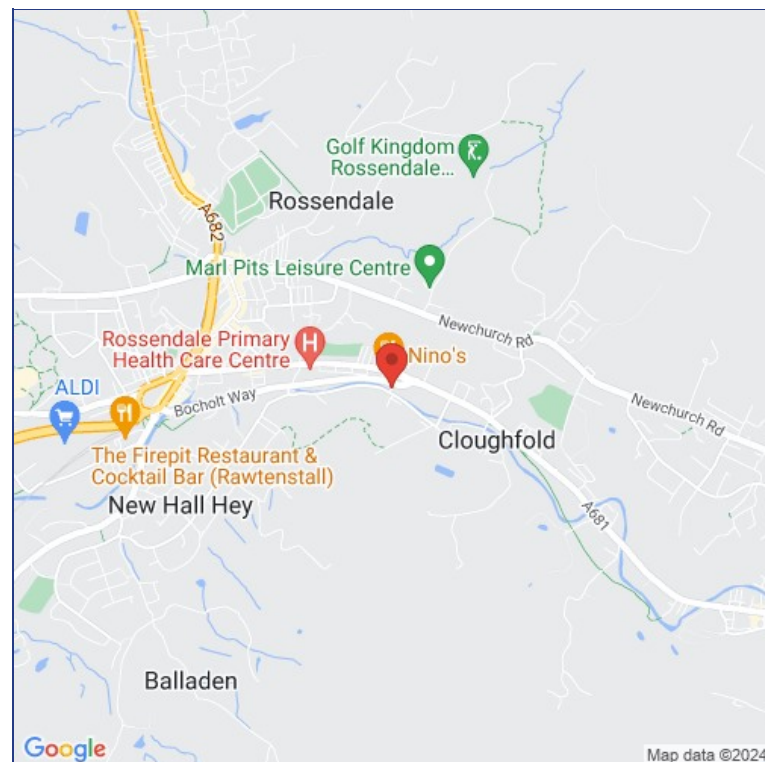 Golf Kingdom
Rossendale...
Rossendale
A682
Marl Pits Leisure Centre
Newchurch Rd
Rossendale Primary
Health Care Centre
H
Nino's
ALDI
Bocholt Way
Newchurch Rd
The Firepit Restaurant &
Cocktail Bar (Rawtenstall)
Cloughfold
New Hall Hey
A681
Balladen
Google
Map data ©2024